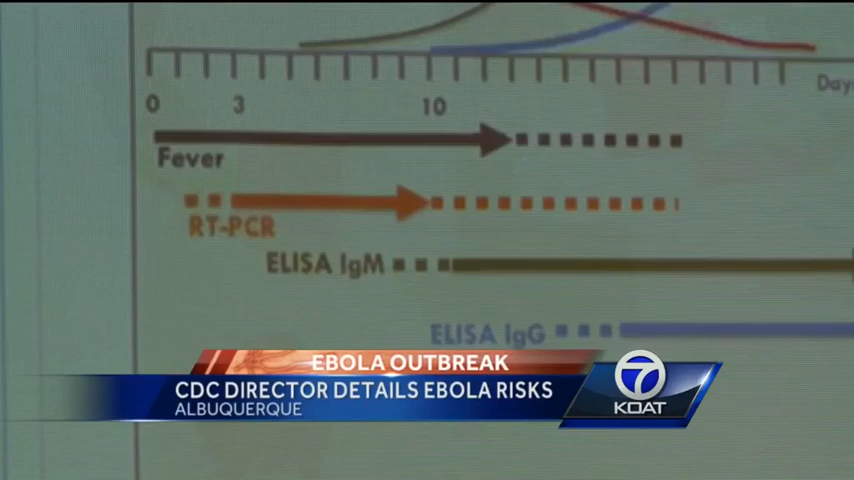 Days
0 3 10
Fever
RT-PCR
ELISA IgM
ELISA IgG
EBOLA OUTBREAK
CDC DIRECTOR DETAILS EBOLA RISKS
ALBUQUERQUE
7
KOAT